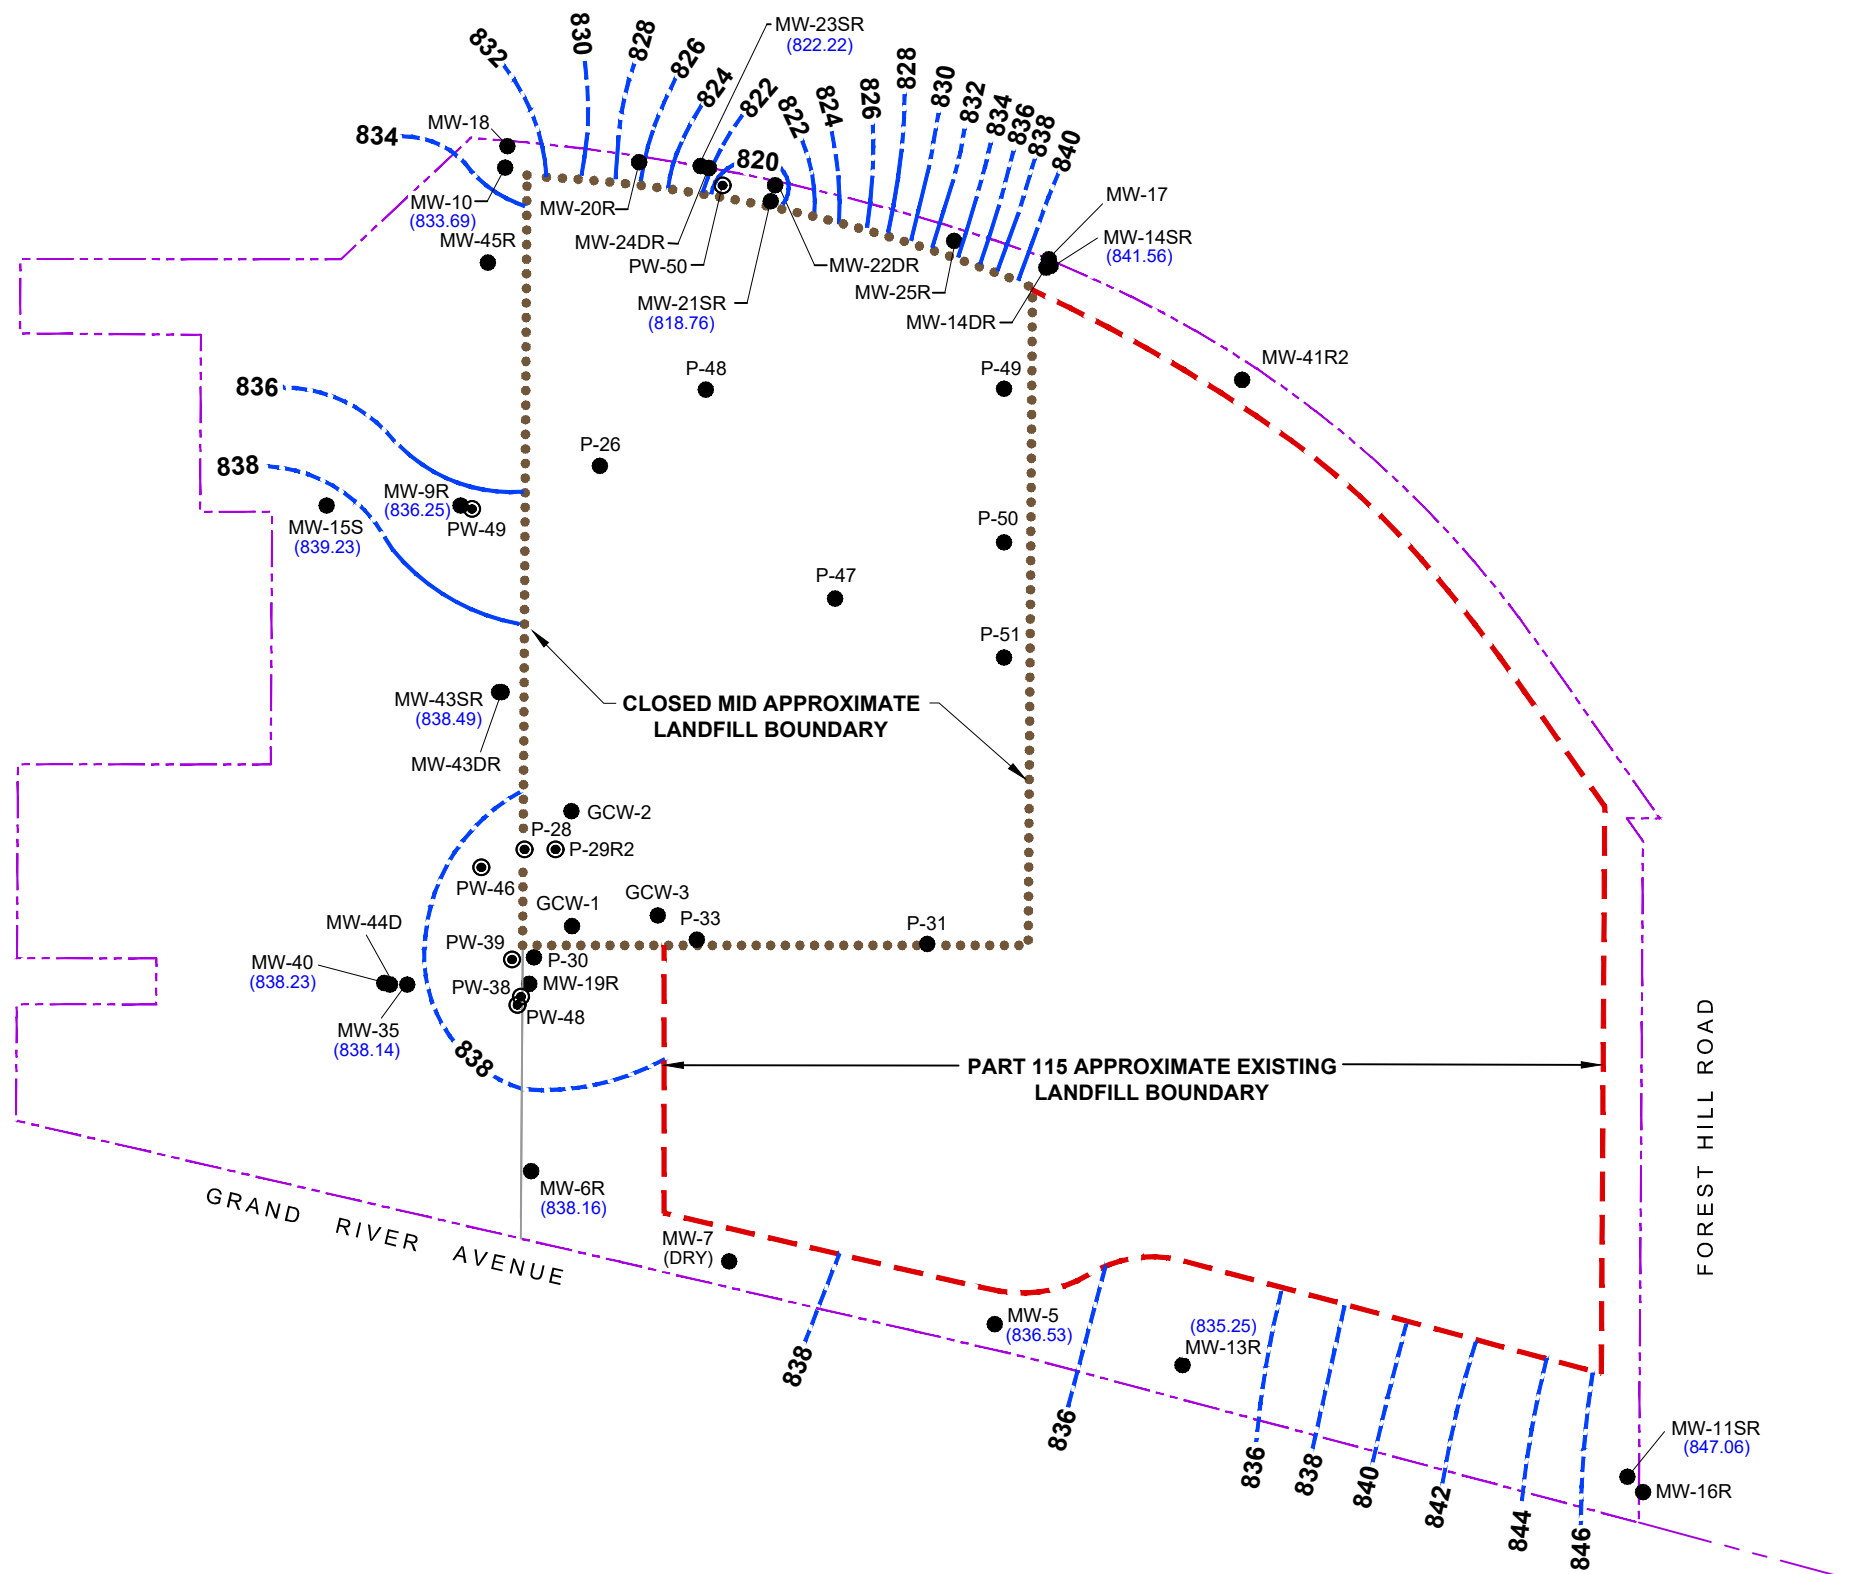 832
830
828
826
824
822
MW-23SR
(822.22)
822
824
826
828
830
832
834
836
838
840
834
MW-18
820
MW-10
(833.69)
MW-20R
MW-45R
MW-24DR
PW-50
MW-21SR
(818.76)
MW-22DR
MW-25R
MW-14DR
MW-17
MW-14SR
(841.56)
MW-41R2
P-48
P-49
836
P-26
838
MW-9R
(836.25)
PW-49
MW-15S
(839.23)
P-50
P-47
P-51
MW-43SR
(838.49)
MW-43DR
CLOSED MID APPROXIMATE
LANDFILL BOUNDARY
GCW-2
P-28
P-29R2
PW-46
GCW-1
GCW-3
P-33
P-31
MW-44D
PW-39
P-30
MW-40
(838.23)
PW-38
MW-19R
PW-48
MW-35
(838.14)
838
PART 115 APPROXIMATE EXISTING
LANDFILL BOUNDARY
FOREST HILL ROAD
MW-6R
(838.16)
GRAND RIVER AVENUE
MW-7
(DRY)
MW-5
(836.53)
(835.25)
MW-13R
838
836
836
838
840
842
844
846
MW-11SR
(847.06)
MW-16R